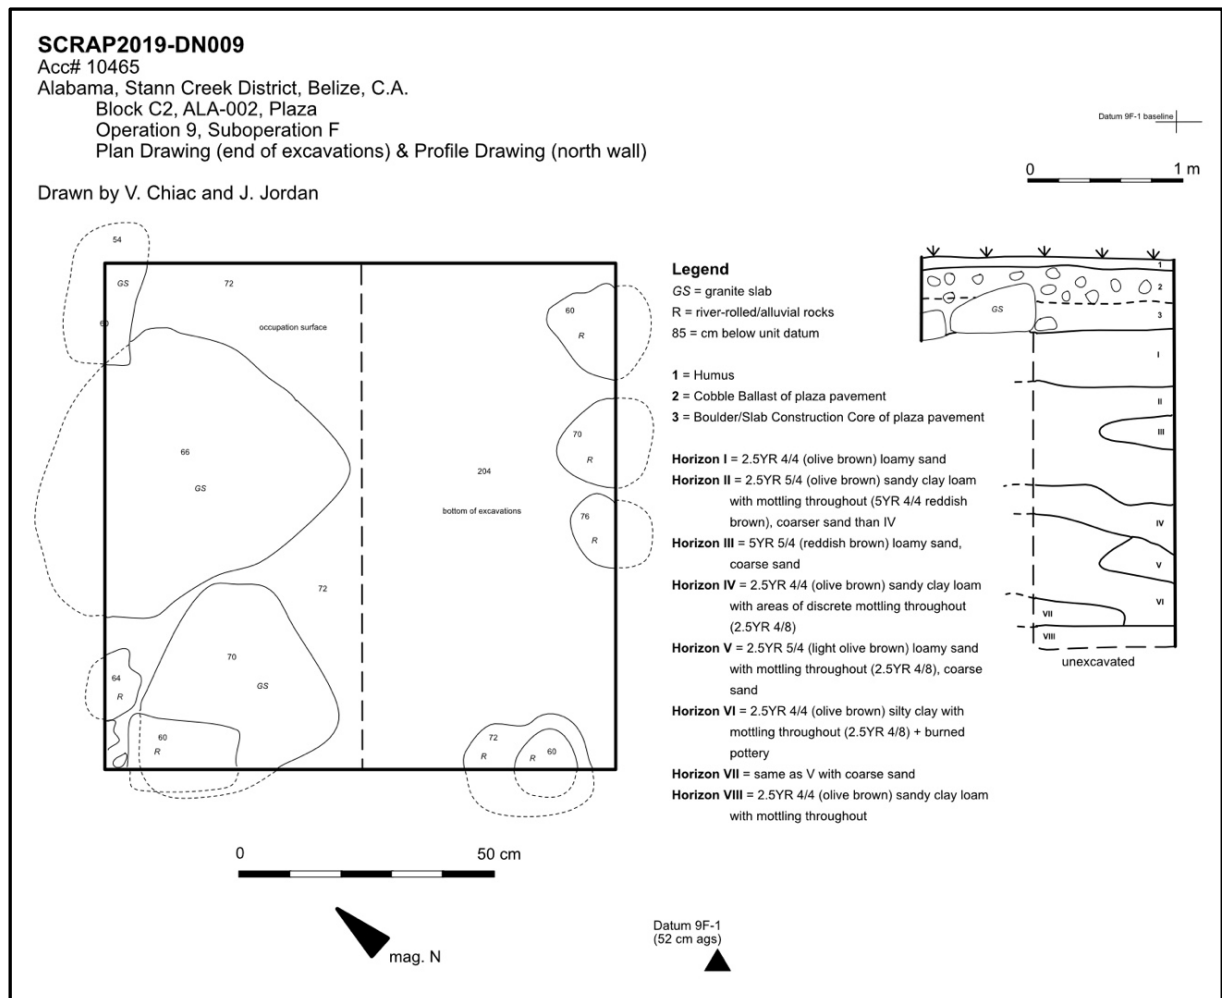 SCRAP2019-DN009
Acc# 10465
Alabama, Stann Creek District, Belize, C.A.
Block C2, ALA-002, Plaza
Operation 9, Suboperation F
Plan Drawing (end of excavations) & Profile Drawing (north wall)
Drawn by V. Chiac and J. Jordan
Datum 9F-1 baseline
0 1 m
54
GS
60
72
occupation surface
60
R
66
GS
70
R
204
bottom of excavations
76
R
72
64
R
70
GS
60
R
72
R
60
R
0 50 cm
mag. N
Legend
GS = granite slab
R = river-rolled/alluvial rocks
85 = cm below unit datum
1 = Humus
2 = Cobble Ballast of plaza pavement
3 = Boulder/Slab Construction Core of plaza pavement
Horizon I = 2.5YR 4/4 (olive brown) loamy sand
Horizon II = 2.5YR 5/4 (olive brown) sandy clay loam
with mottling throughout (5YR 4/4 reddish
brown), coarser sand than IV
Horizon III = 5YR 5/4 (reddish brown) loamy sand,
coarse sand
Horizon IV = 2.5YR 4/4 (olive brown) sandy clay loam
with areas of discrete mottling throughout
(2.5YR 4/8)
Horizon V = 2.5YR 5/4 (light olive brown) loamy sand
with mottling throughout (2.5YR 4/8), coarse
sand
Horizon VI = 2.5YR 4/4 (olive brown) silty clay with
mottling throughout (2.5YR 4/8) + burned
pottery
Horizon VII = same as V with coarse sand
Horizon VIII = 2.5YR 4/4 (olive brown) sandy clay loam
with mottling throughout
1
2
GS
3
I
II
III
IV
V
VI
VII
VIII
unexcavated
Datum 9F-1
(52 cm ags)